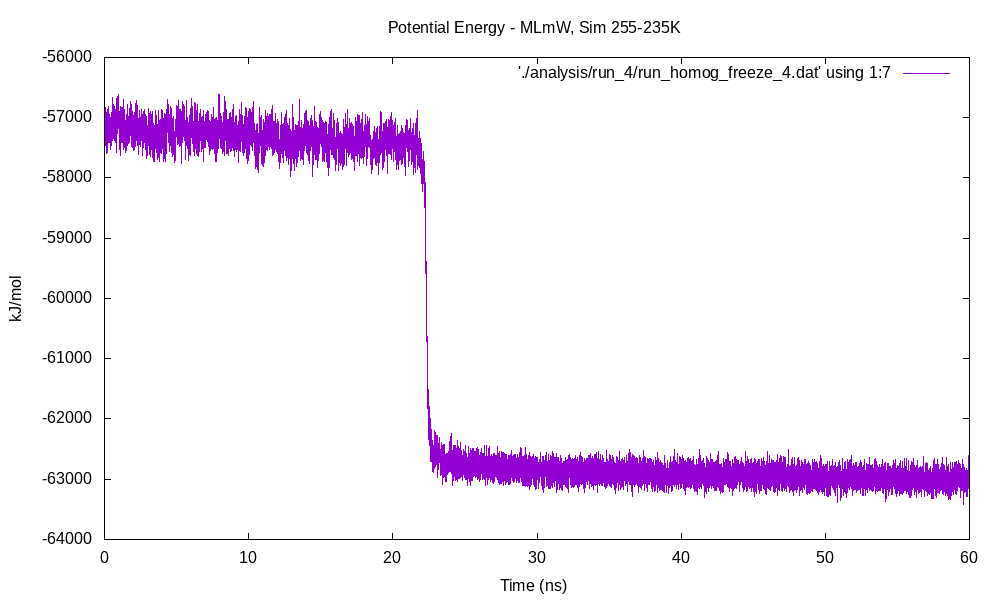 Potential Energy - MLmW, Sim 255-235K
'./analysis/run_4/run_homog_freeze_4.dat' using 1:7
-56000
-57000
-58000
-59000
-60000
-61000
-62000
-63000
-64000
kJ/mol
0 10 20 30 40 50 60
Time (ns)